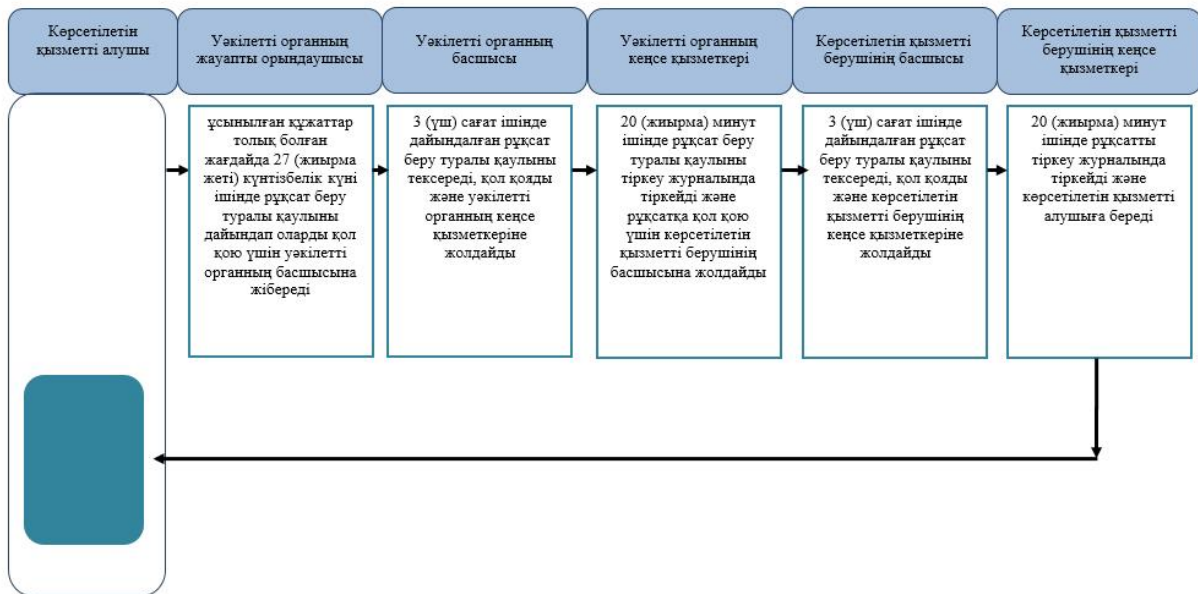 Көрсетілетін
қызметті алушы
Уәкілетті органның
жауапты орындаушысы
Уәкілетті органның
басшысы
Уәкілетті органның
кеңсе қызметкері
Көрсетілетін қызметті
берушінің басшысы
Көрсетілетін қызметті
берушінің кеңсе
қызметкері
ұсынылған құжаттар
толық болған
жағдайда 27 (жиырма
жеті) күнтізбелік күні
ішінде рұқсат беру
туралы қаулыны
дайындап оларды қол
қою үшін уәкілетті
органның басшысына
жібереді
3 (үш) сағат ішінде
дайындалған рұқсат
беру туралы қаулыны
тексереді, қол қояды
және уәкілетті
органның кеңсе
қызметкеріне
жолдайды
20 (жиырма) минут
ішінде рұқсат беру
туралы қаулыны
тіркеу журналында
тіркейді және
рұқсатқа қол қою
үшін көрсетілетін
қызметті берушінің
басшысына жолдайды
3 (үш) сағат ішінде
дайындалған рұқсат
беру туралы қаулыны
тексереді, қол қояды
және көрсетілетін
қызметті берушінің
кеңсе қызметкеріне
жолдайды
20 (жиырма) минут
ішінде рұқсатты
тіркеу журналында
тіркейді және
көрсетілетін қызметті
алушыға береді